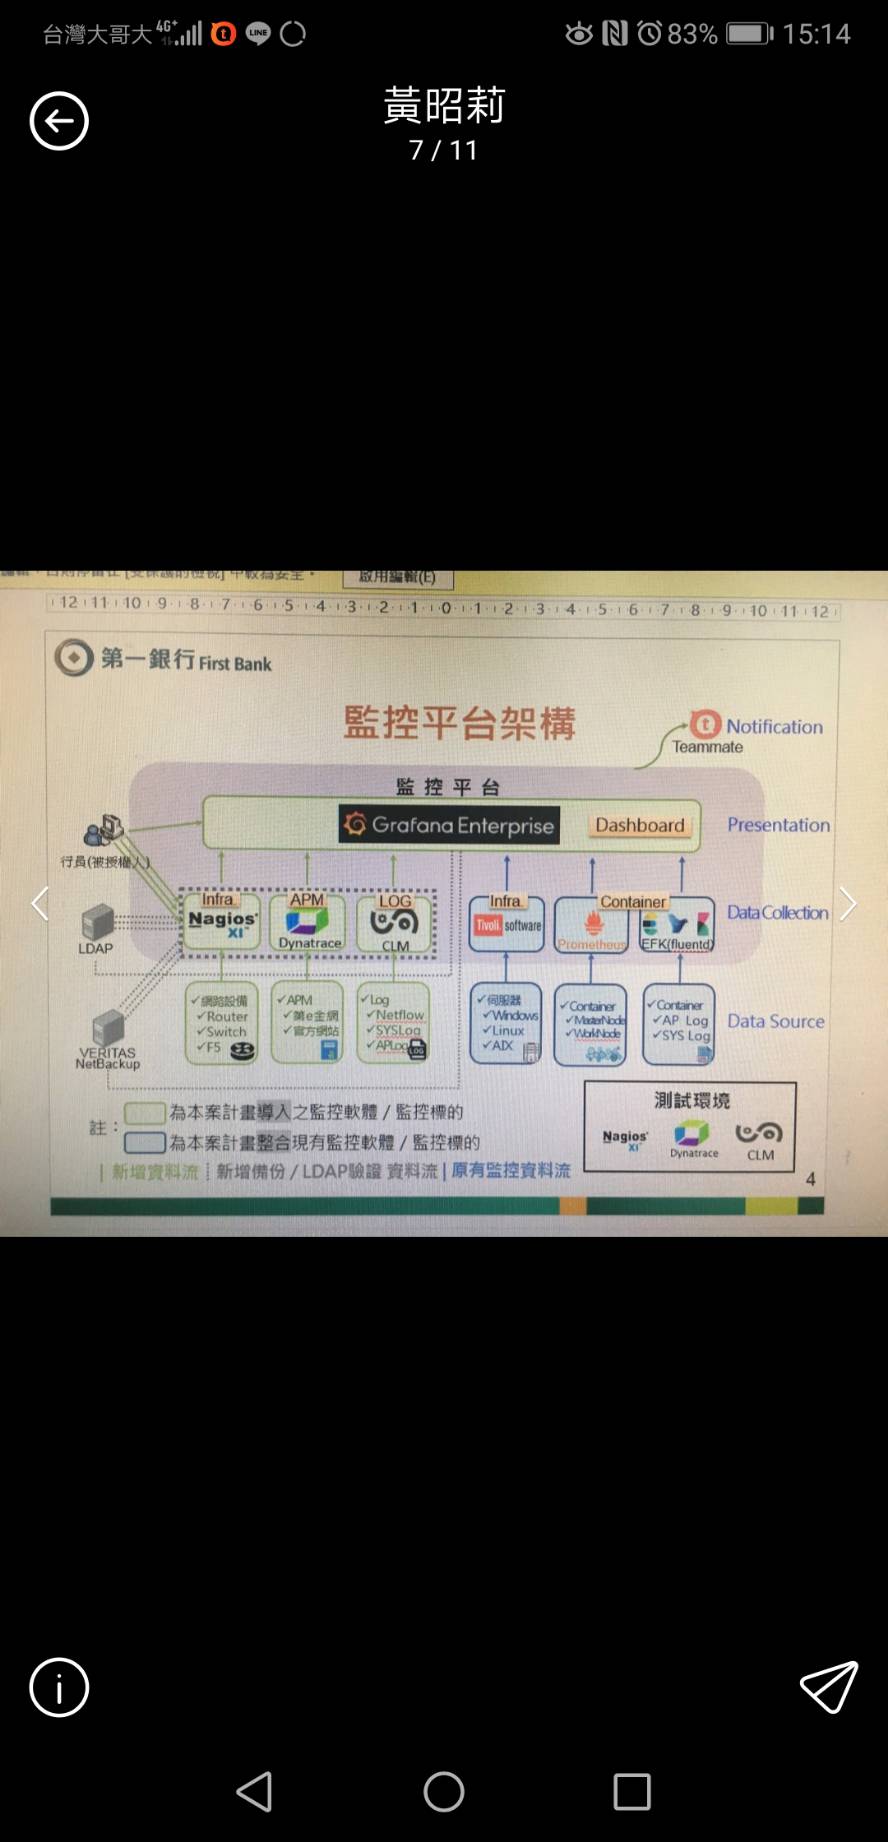 台灣大哥大 4G+ LINE 83% 15:14
黃昭莉
7 / 11
啟用編輯(E)
12 11 10 9 8 7 6 5 4 3 2 1 0 1 2 3 4 5 6 7 8 9 10 11 12
第一銀行 First Bank
監控平台架構
t Notification
Teammate
監控平台
Grafana Enterprise Dashboard Presentation
行員(被授權人)
Infra. APM LOG Infra. Container
Nagios XI Dynatrace CLM Tivoli software Prometheus EFK(fluentd) Data Collection
LDAP
✓網路設備 ✓APM ✓Log ✓伺服器 ✓Container ✓Container
✓Router ✓第e金網 ✓Netflow ✓Windows ✓MasterNode ✓AP Log
✓Switch ✓官方網站 ✓SYSLog ✓Linux ✓WorkNode ✓SYS Log
✓F5 ✓APLog LOG ✓AIX
Data Source
VERITAS
NetBackup
註：
為本案計畫導入之監控軟體 / 監控標的
為本案計畫整合現有監控軟體 / 監控標的
| 新增資料流 ┊ 新增備份 / LDAP驗證 資料流 | 原有監控資料流
測試環境
Nagios XI Dynatrace CLM
4